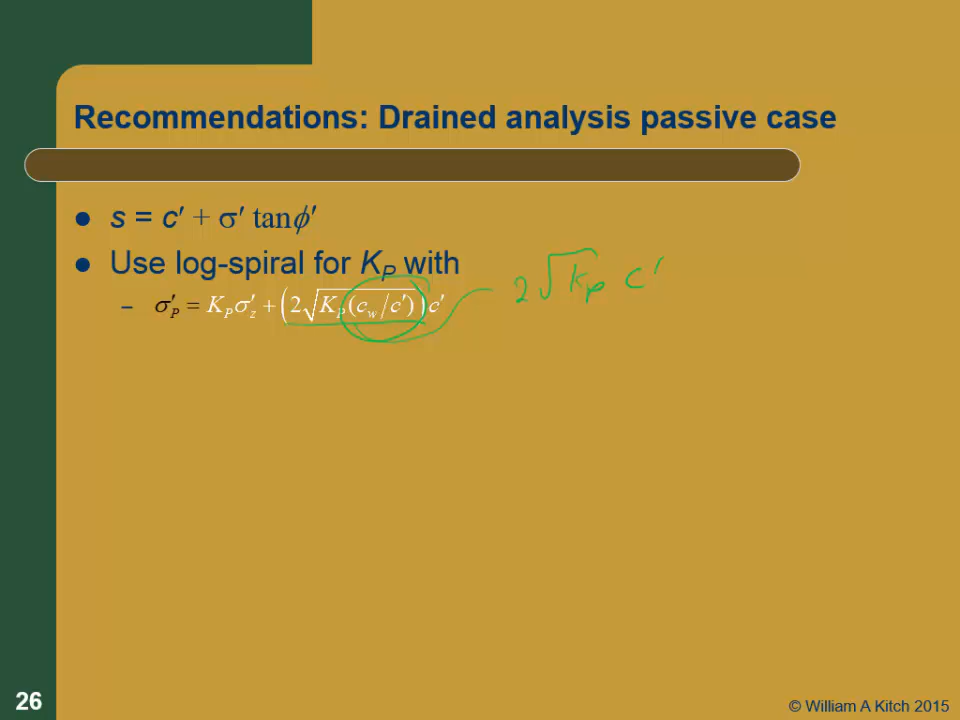 Recommendations: Drained analysis passive case
● s = c′ + σ′ tanϕ′
● Use log-spiral for K_P with
– σ′_P = K_P σ′_z + (2√(K_P (c_w/c′))) c′
2√(K_P) c′
26
© William A Kitch 2015